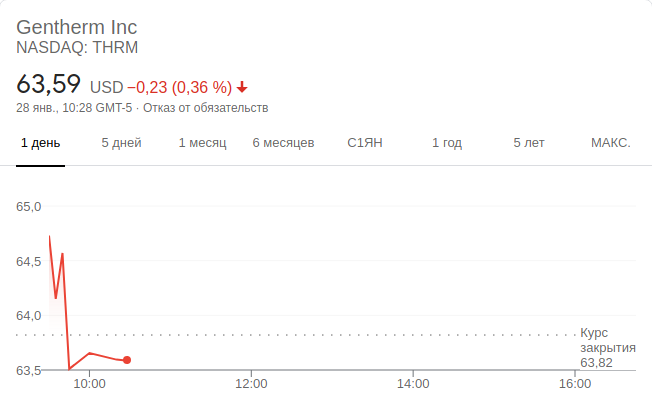 Gentherm Inc
NASDAQ: THRM
63,59 USD −0,23 (0,36 %)
28 янв., 10:28 GMT-5 · Отказ от обязательств
1 день 5 дней 1 месяц 6 месяцев С1ЯН 1 год 5 лет МАКС.
65,0
64,5
64,0
Курс
закрытия
63,82
63,5
10:00 12:00 14:00 16:00